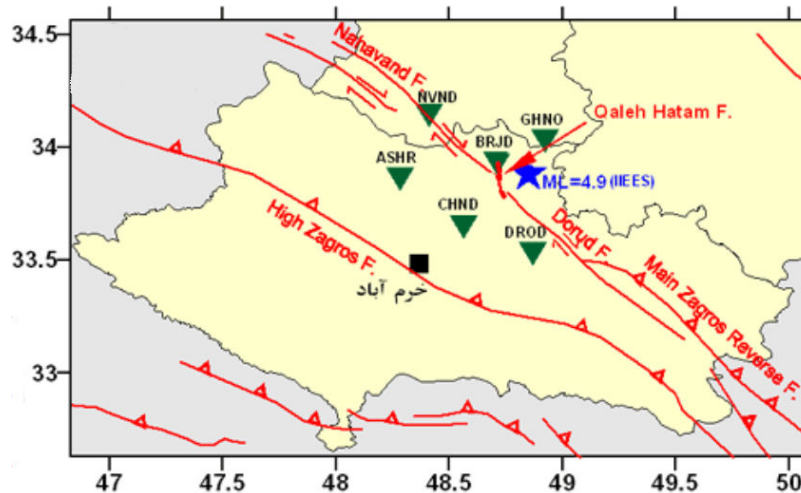 34.5
34
33.5
33
Nahavand F.
NVND
GHNO
Qaleh Hatam F.
BRJD
ASHR
ML=4.9 (IIEES)
CHND
High Zagros F.
DROD
Dorud F.
Main Zagros Reverse F.
خرم آباد
47
47.5
48
48.5
49
49.5
50